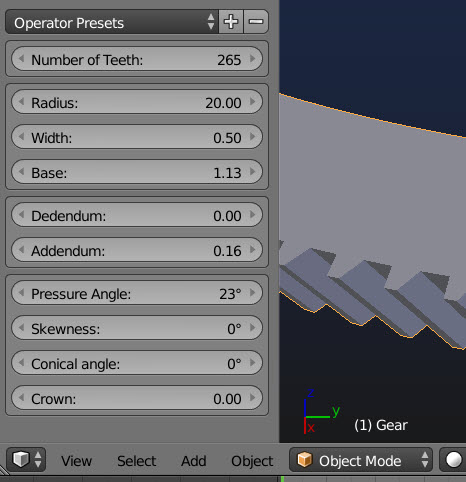 Operator Presets
Number of Teeth: 265
Radius: 20.00
Width: 0.50
Base: 1.13
Dedendum: 0.00
Addendum: 0.16
Pressure Angle: 23°
Skewness: 0°
Conical angle: 0°
Crown: 0.00
z
y
x
(1) Gear
View Select Add Object Object Mode